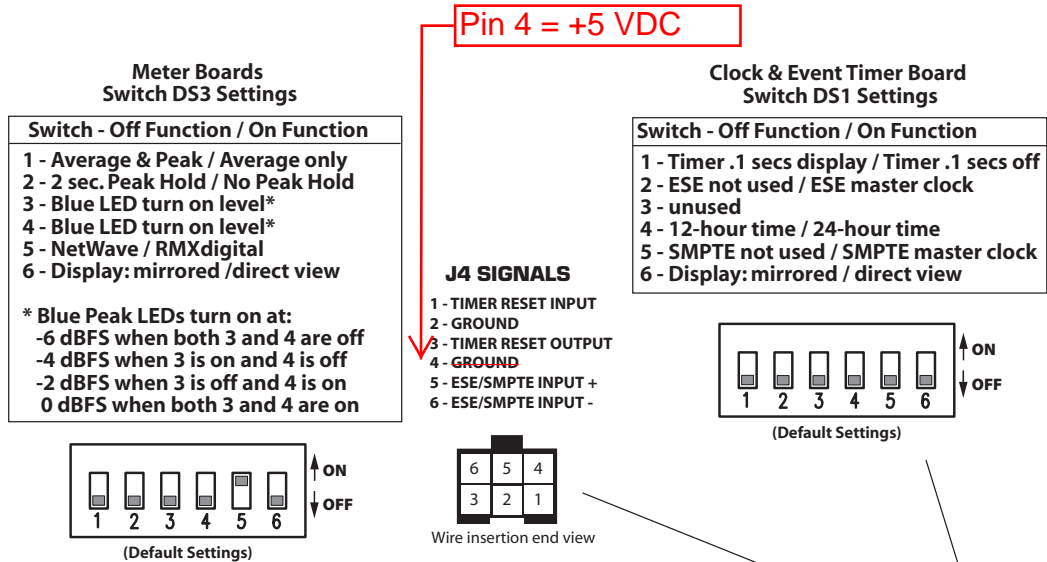 Pin 4 = +5 VDC
Meter Boards
Switch DS3 Settings
Switch - Off Function / On Function
1 - Average & Peak / Average only
2 - 2 sec. Peak Hold / No Peak Hold
3 - Blue LED turn on level*
4 - Blue LED turn on level*
5 - NetWave / RMXdigital
6 - Display: mirrored /direct view
* Blue Peak LEDs turn on at:
-6 dBFS when both 3 and 4 are off
-4 dBFS when 3 is on and 4 is off
-2 dBFS when 3 is off and 4 is on
0 dBFS when both 3 and 4 are on
ON
OFF
1 2 3 4 5 6
(Default Settings)
J4 SIGNALS
1 - TIMER RESET INPUT
2 - GROUND
3 - TIMER RESET OUTPUT
4 - GROUND
5 - ESE/SMPTE INPUT +
6 - ESE/SMPTE INPUT -
6 5 4
3 2 1
Wire insertion end view
Clock & Event Timer Board
Switch DS1 Settings
Switch - Off Function / On Function
1 - Timer .1 secs display / Timer .1 secs off
2 - ESE not used / ESE master clock
3 - unused
4 - 12-hour time / 24-hour time
5 - SMPTE not used / SMPTE master clock
6 - Display: mirrored / direct view
ON
OFF
1 2 3 4 5 6
(Default Settings)